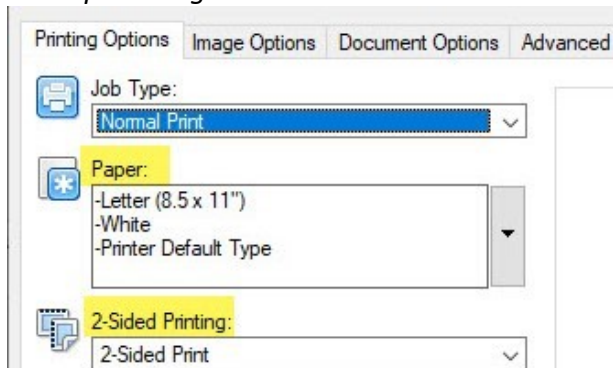 Printing Options Image Options Document Options Advanced
Job Type:
Normal Print
Paper:
-Letter (8.5 x 11")
-White
-Printer Default Type
2-Sided Printing:
2-Sided Print